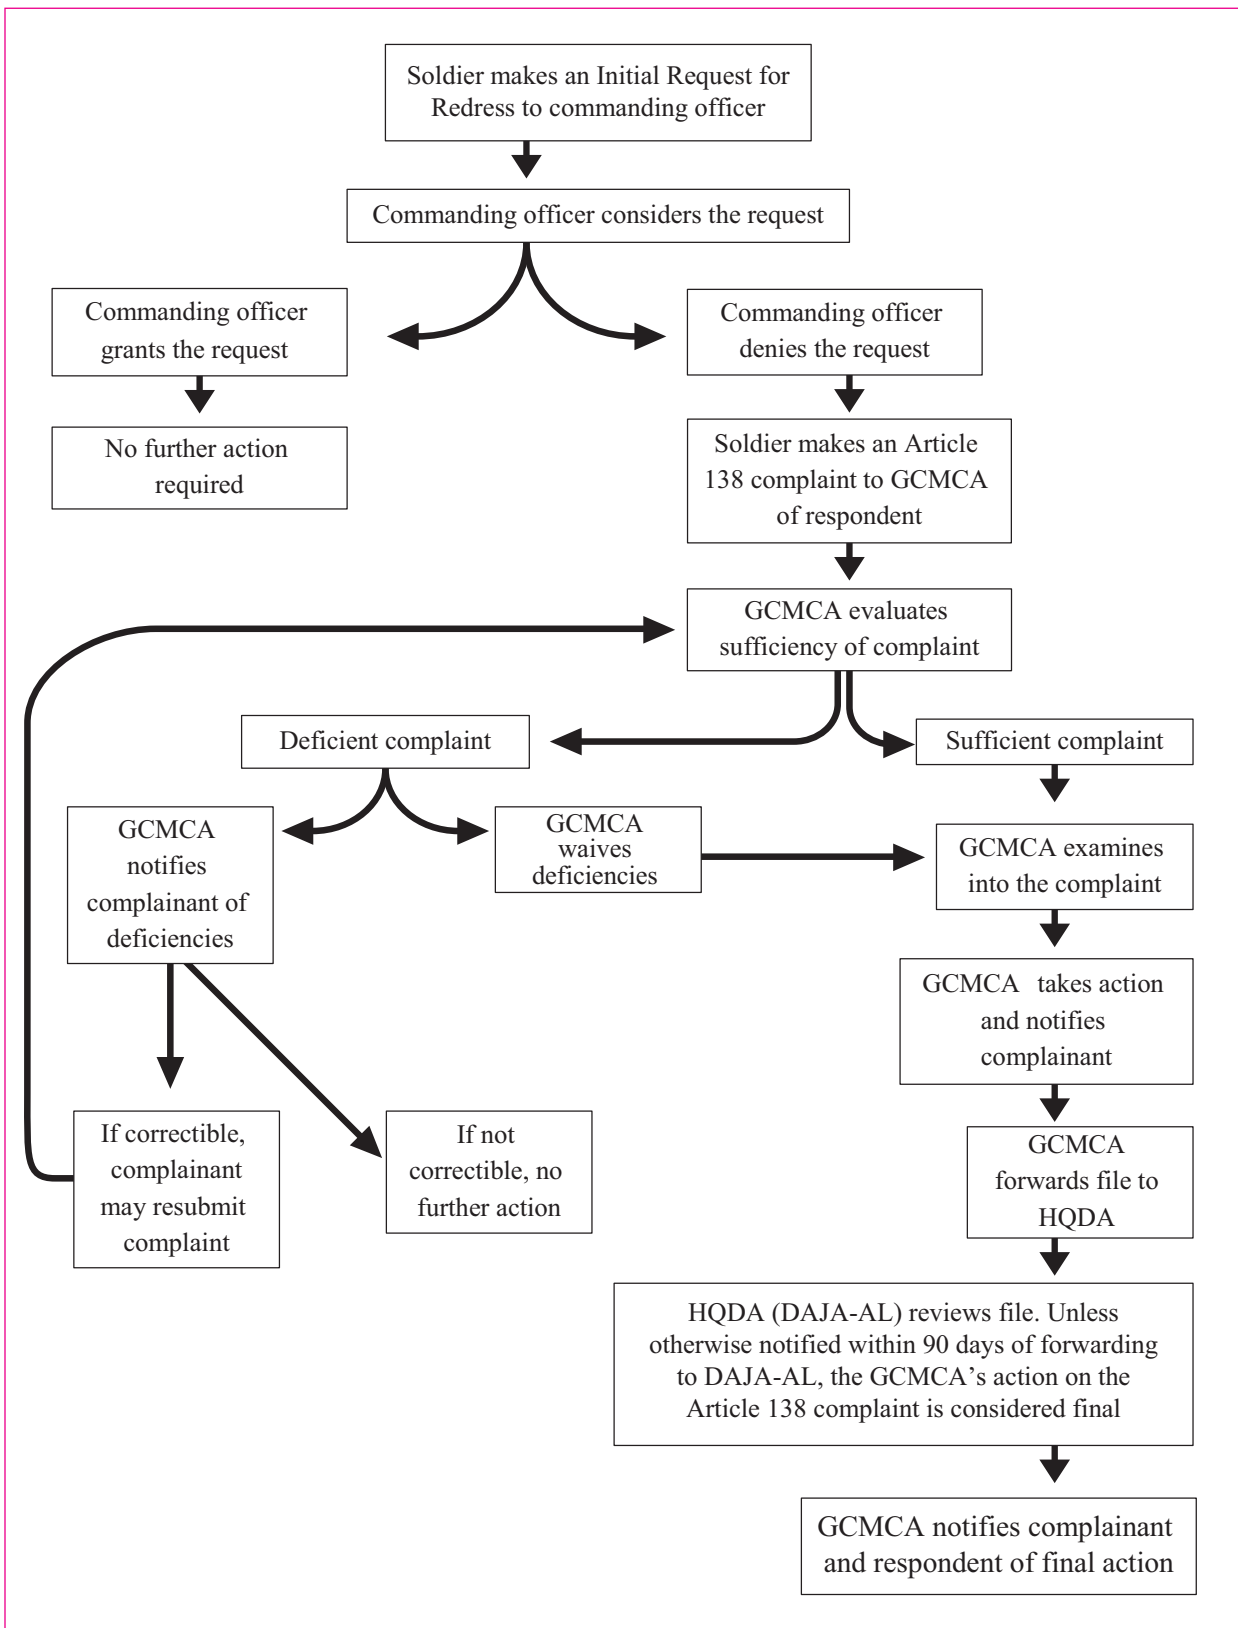 Soldier makes an Initial Request for
Redress to commanding officer
Commanding officer considers the request
Commanding officer
grants the request
Commanding officer
denies the request
No further action
required
Soldier makes an Article
138 complaint to GCMCA
of respondent
GCMCA evaluates
sufficiency of complaint
Deficient complaint
Sufficient complaint
GCMCA
notifies
complainant of
deficiencies
GCMCA
waives
deficiencies
GCMCA examines
into the complaint
GCMCA takes action
and notifies
complainant
If correctible,
complainant
may resubmit
complaint
If not
correctible, no
further action
GCMCA
forwards file to
HQDA
HQDA (DAJA-AL) reviews file. Unless
otherwise notified within 90 days of forwarding
to DAJA-AL, the GCMCA’s action on the
Article 138 complaint is considered final
GCMCA notifies complainant
and respondent of final action